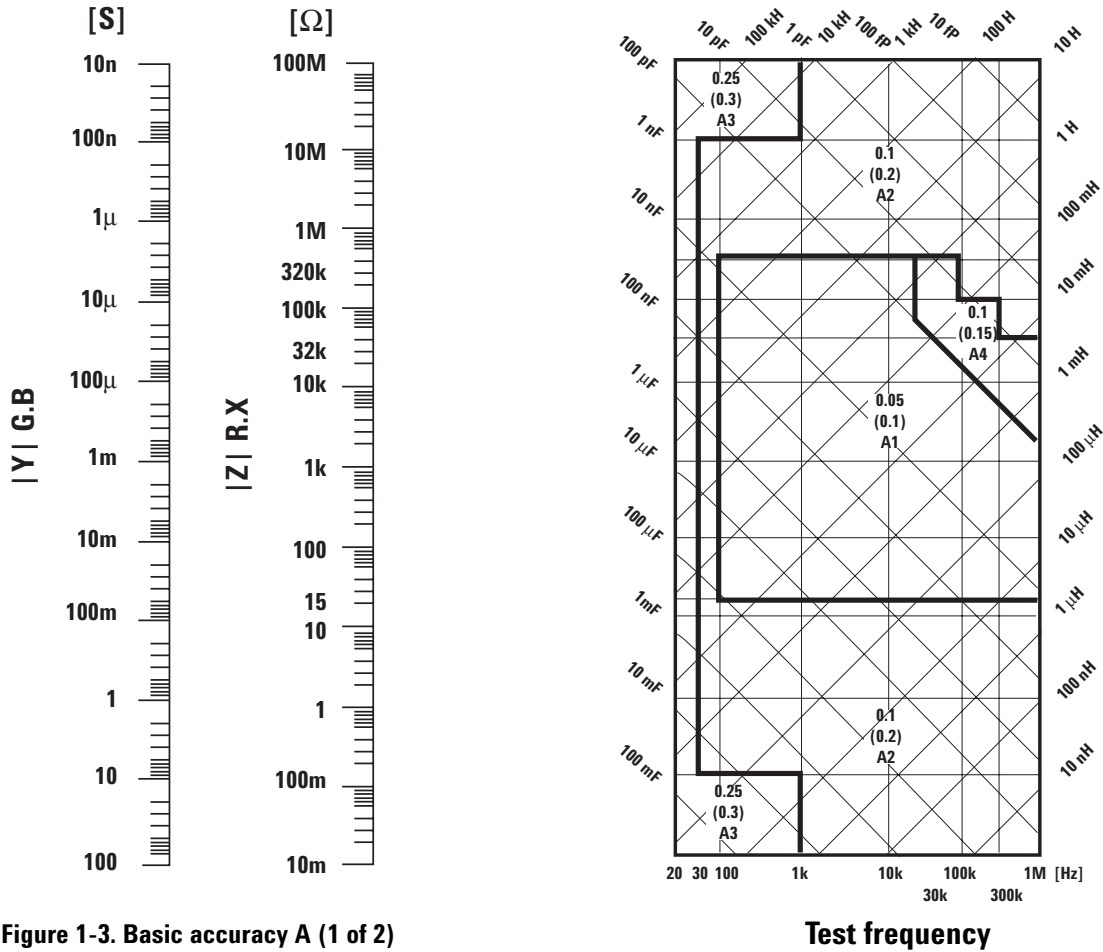 [S]
10n
100n
1μ
10μ
100μ
1m
10m
100m
1
10
100
|Y| G.B
[Ω]
100M
10M
1M
320k
100k
32k
10k
1k
100
15
10
1
100m
10m
|Z| R.X
10 pF 100 kH 1 pF 10 kH 100 fP 1 kH 10 fP 100 H 10 H
100 pF
1 nF
10 nF
100 nF
1 μF
10 μF
100 μF
1mF
10 mF
100 mF
0.25
(0.3)
A3
0.1
(0.2)
A2
0.1
(0.15)
A4
0.05
(0.1)
A1
0.1
(0.2)
A2
0.25
(0.3)
A3
1 H
100 mH
10 mH
1 mH
100 μH
10 μH
1 μH
100 nH
10 nH
20 30 100 1k 10k 100k 1M [Hz]
30k 300k
Test frequency
Figure 1-3. Basic accuracy A (1 of 2)